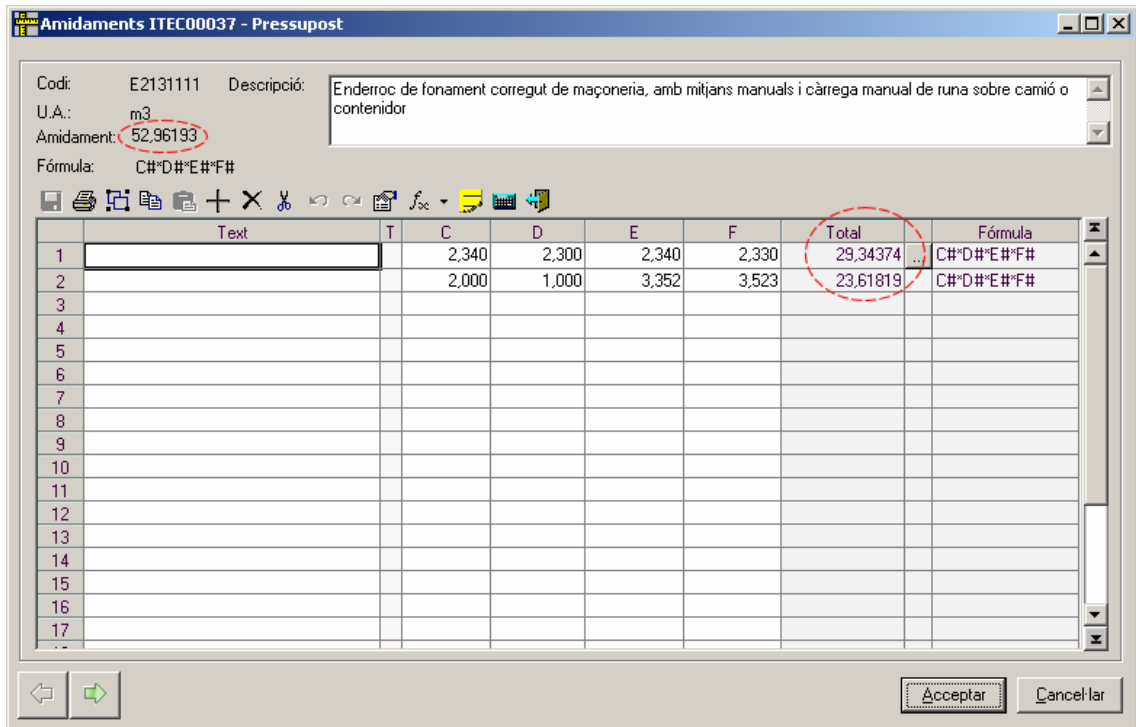 Amidaments ITEC00037 - Pressupost
Codi: E2131111 Descripció: Enderroc de fonament corregut de maçoneria, amb mitjans manuals i càrrega manual de runa sobre camió o
contenidor
U.A.: m3
Amidament: 52,96193
Fórmula: C#*D#*E#*F#
Text T C D E F Total Fórmula
1 2,340 2,300 2,340 2,330 29,34374 ... C#*D#*E#*F#
2 2,000 1,000 3,352 3,523 23,61819 C#*D#*E#*F#
3
4
5
6
7
8
9
10
11
12
13
14
15
16
17
Acceptar Cancel·lar